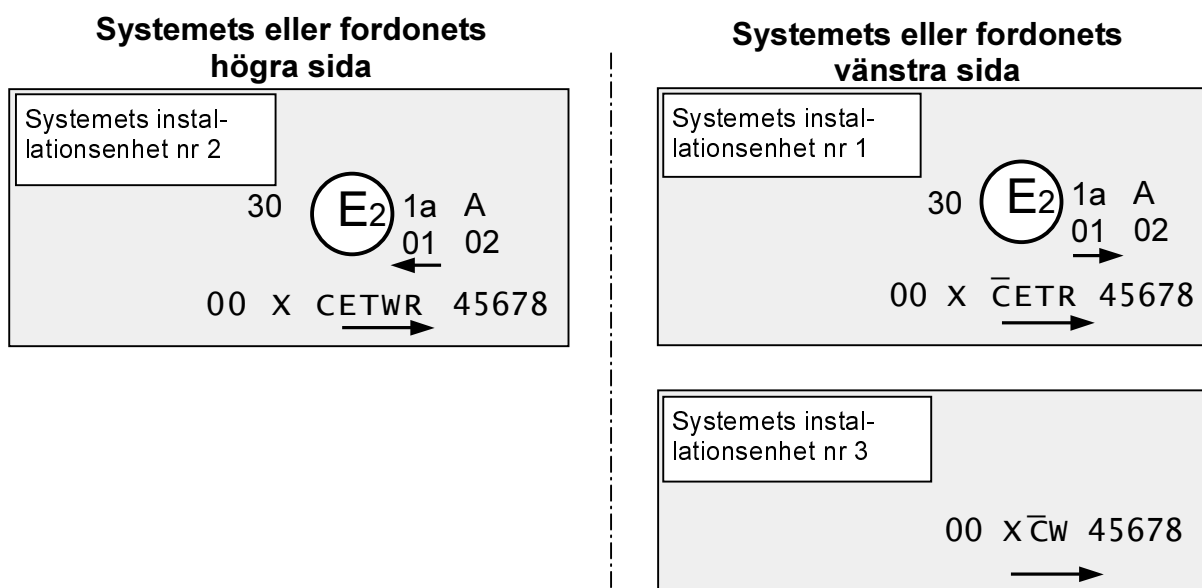 Systemets eller fordonets
högra sida
Systemets instal-
lationsenhet nr 2
30 E2 1a A
01 02
00 X CETWR 45678
Systemets eller fordonets
vänstra sida
Systemets instal-
lationsenhet nr 1
30 E2 1a A
01 02
00 X C̅ETR 45678
Systemets instal-
lationsenhet nr 3
00 X C̅W 45678